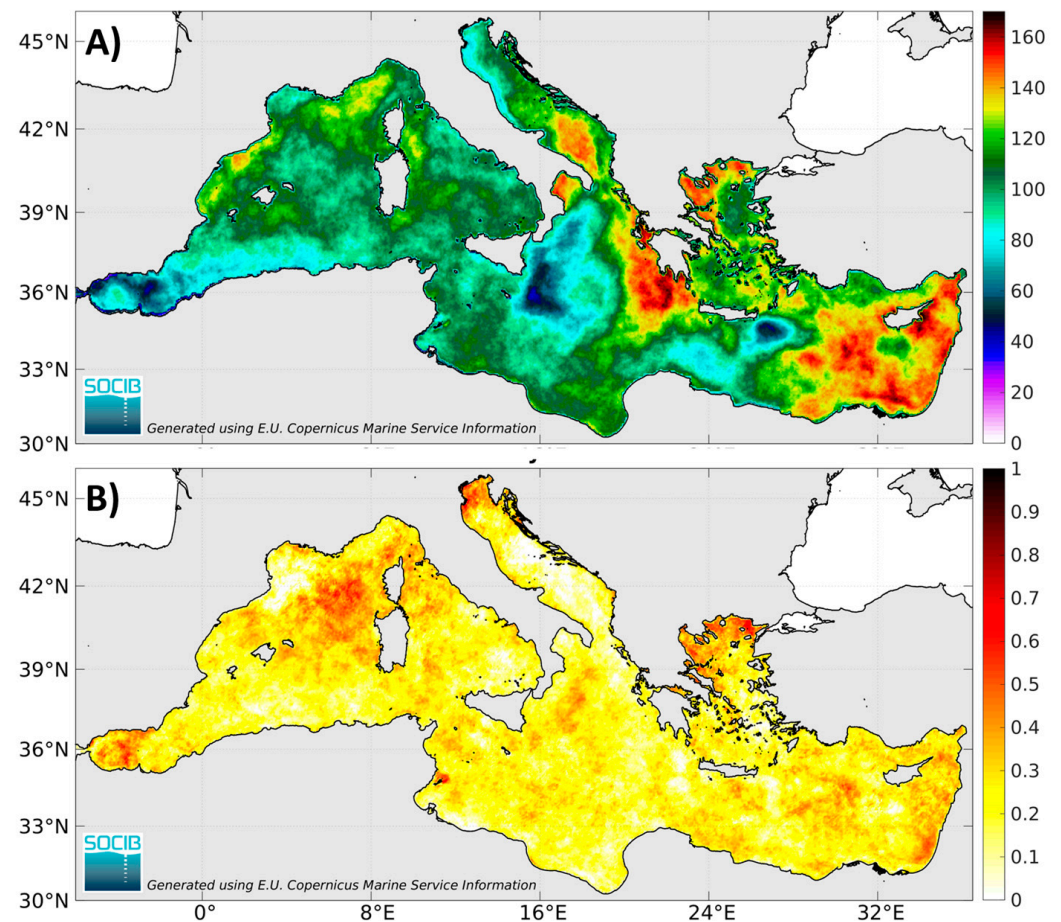 A)
45°N
42°N
39°N
36°N
33°N
30°N
160
140
120
100
80
60
40
20
0
SOCIB
Generated using E.U. Copernicus Marine Service Information
B)
45°N
42°N
39°N
36°N
33°N
30°N
1
0.9
0.8
0.7
0.6
0.5
0.4
0.3
0.2
0.1
0
SOCIB
Generated using E.U. Copernicus Marine Service Information
0°
8°E
16°E
24°E
32°E